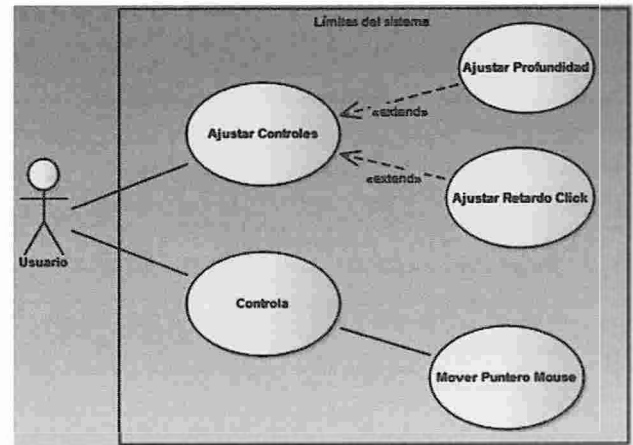 Límites del sistema
Ajustar Profundidad
Ajustar Controles
«extend»
«extend»
Ajustar Retardo Click
Usuario
Controla
Mover Puntero Mouse